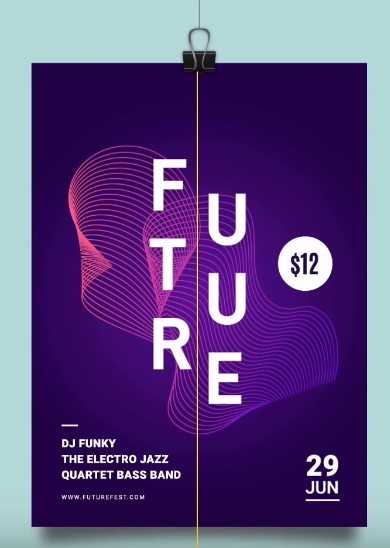 F U
T U
R E
$12
DJ FUNKY
THE ELECTRO JAZZ
QUARTET BASS BAND
WWW.FUTUREFEST.COM
29
JUN